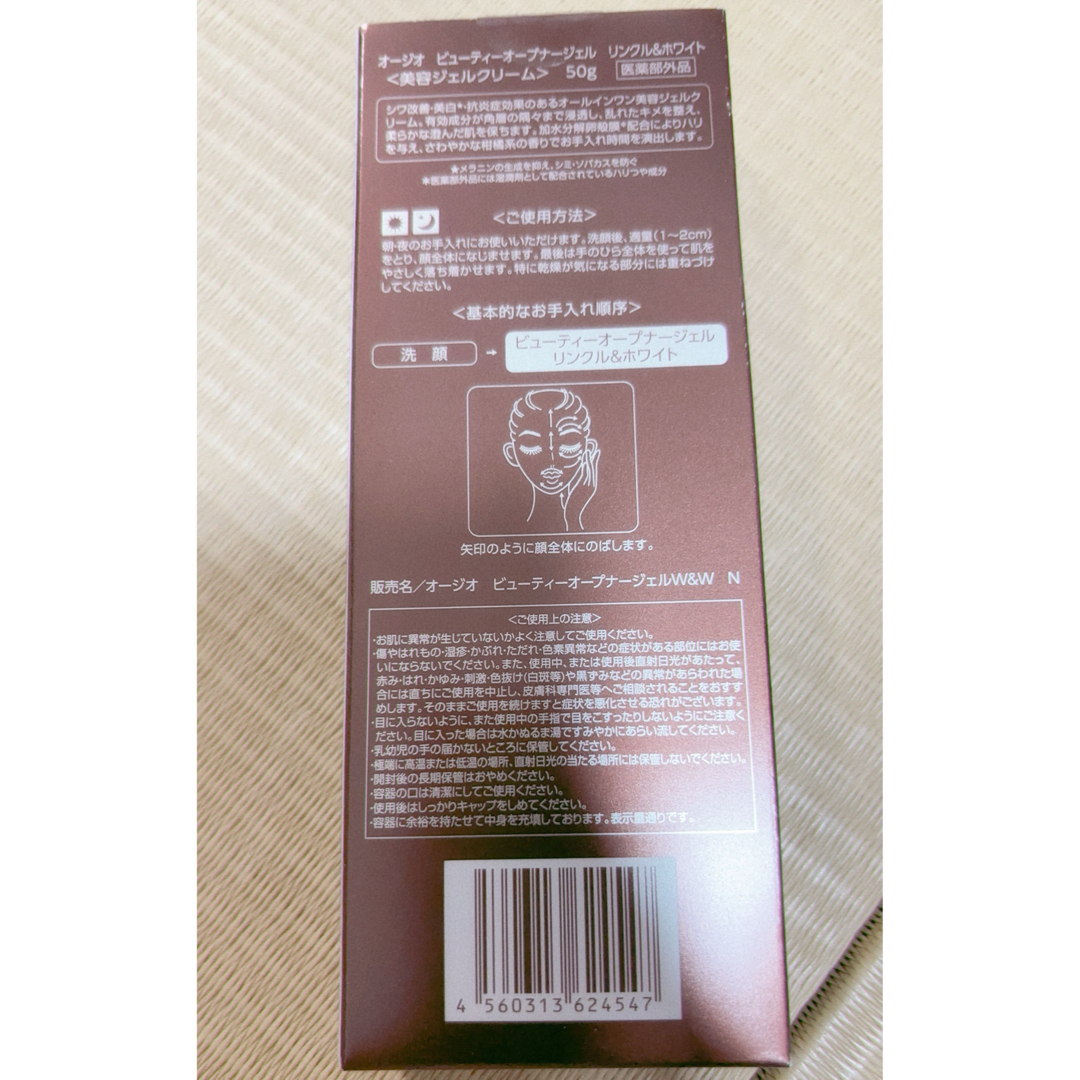 オージオ ビューティーオープナージェル リンクル&ホワイト
<美容ジェルクリーム> 50g 医薬部外品
シワ改善・美白*・抗炎症効果のあるオールインワン美容ジェルク
リーム。有効成分が角層の隅々まで浸透し、乱れたキメを整え、
柔らかな澄んだ肌を保ちます。加水分解卵殻膜*配合によりハリ
を与え、さわやかな柑橘系の香りでお手入れ時間を演出します。
★メラニンの生成を抑え、シミ・ソバカスを防ぐ
*医薬部外品には湿潤剤として配合されているハリつや成分
<ご使用方法>
朝・夜のお手入れにお使いいただけます。洗顔後、適量(1~2cm)
をとり、顔全体になじませます。最後は手のひら全体を使って肌を
やさしく落ち着かせます。特に乾燥が気になる部分には重ねづけ
してください。
<基本的なお手入れ順序>
洗顔 → ビューティーオープナージェル
リンクル&ホワイト
矢印のように顔全体にのばします。
販売名/オージオ ビューティーオープナージェルW&W N
<ご使用上の注意>
・お肌に異常が生じていないかよく注意してご使用ください。
・傷やはれもの・湿疹・かぶれ・ただれ・色素異常などの症状がある部位にはお使
いにならないでください。また、使用中、または使用後直射日光があたって、
赤み・はれ・かゆみ・刺激・色抜け(白斑等)や黒ずみなどの異常があらわれた場
合には直ちにご使用を中止し、皮膚科専門医等へご相談されることをおすす
めします。そのままご使用を続けますと症状を悪化させる恐れがございます。
・目に入らないように、また使用中の手指で目をこすったりしないようにご注意く
ださい。目に入った場合は水かぬるま湯ですみやかにあらい流してください。
・乳幼児の手の届かないところに保管してください。
・極端に高温または低温の場所、直射日光の当たる場所には保管しないでください。
・開封後の長期保管はおやめください。
・容器の口は清潔にしてご使用ください。
・使用後はしっかりキャップをしめてください。
・容器に余裕を持たせて中身を充填しております。表示量通りです。
4 560313 624547